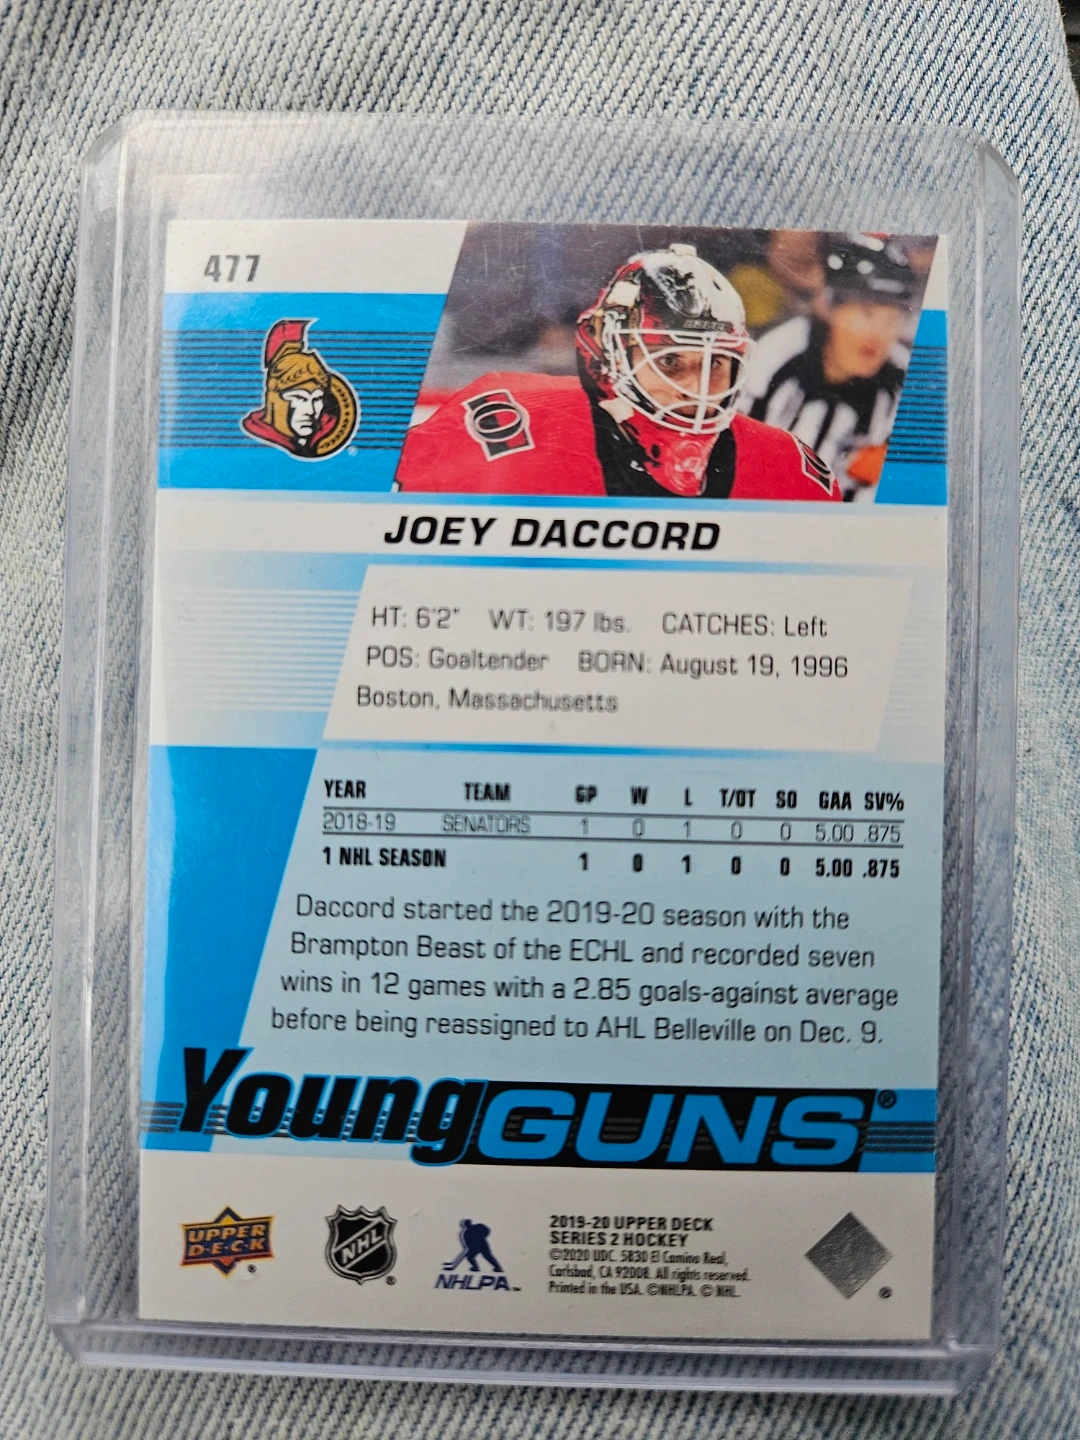 477
JOEY DACCORD
HT: 6'2" WT: 197 lbs. CATCHES: Left
POS: Goaltender BORN: August 19, 1996
Boston, Massachusetts
YEAR TEAM GP W L T/OT SO GAA SV%
2018-19 SENATORS 1 0 1 0 0 5.00 .875
1 NHL SEASON 1 0 1 0 0 5.00 .875
Daccord started the 2019-20 season with the
Brampton Beast of the ECHL and recorded seven
wins in 12 games with a 2.85 goals-against average
before being reassigned to AHL Belleville on Dec. 9.
Young GUNS®
UPPER
D·E·C·K®
NHL®
NHLPA™
2019-20 UPPER DECK
SERIES 2 HOCKEY
©2020 UDC. 5830 El Camino Real,
Carlsbad, CA 92008. All rights reserved.
Printed in the USA. ©NHLPA. © NHL.
®